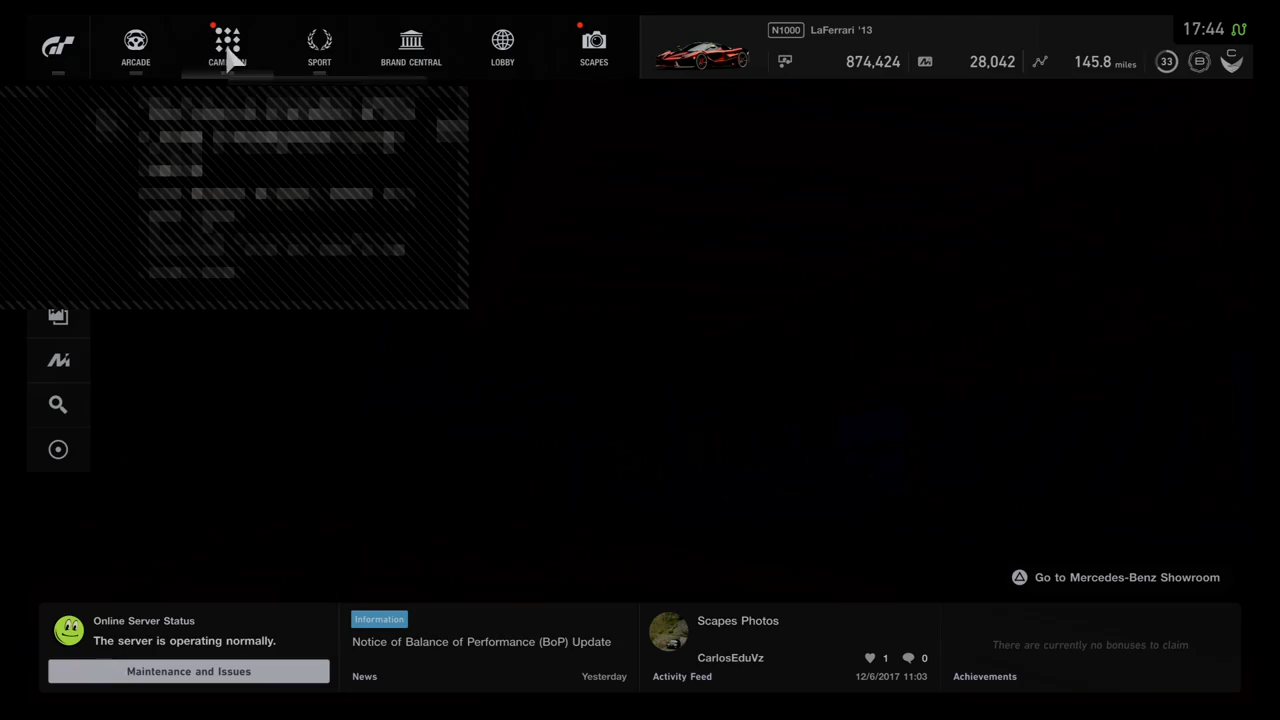 17:44
N1000 LaFerrari '13
874,424 28,042 145.8 miles 33 B C
ARCADE
SPORT
BRAND CENTRAL
LOBBY
SCAPES
Go to Mercedes-Benz Showroom
Online Server Status
The server is operating normally.
Maintenance and Issues
Information
Notice of Balance of Performance (BoP) Update
News Yesterday
Scapes Photos
CarlosEduVz 1 0
Activity Feed 12/6/2017 11:03
There are currently no bonuses to claim
Achievements